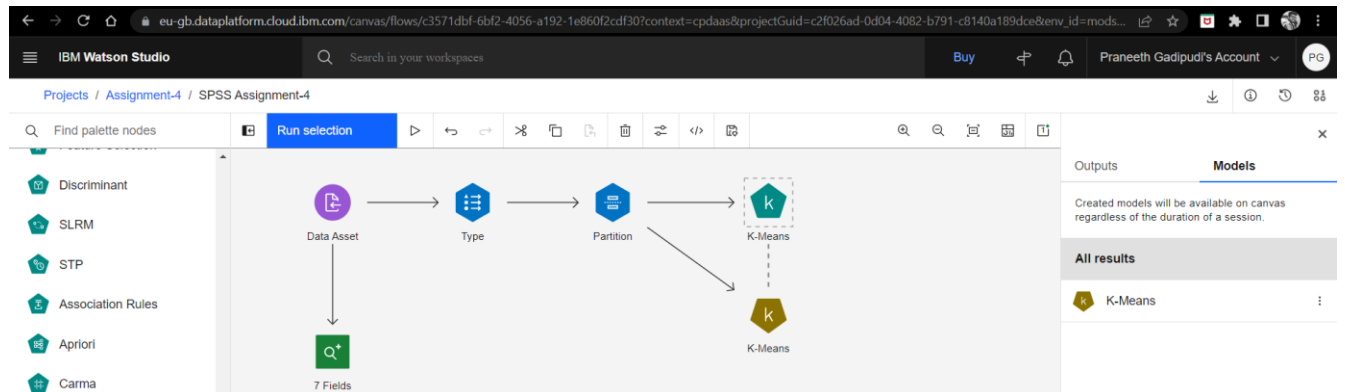 eu-gb.dataplatform.cloud.ibm.com/canvas/flows/c3571dbf-6bf2-4056-a192-1e860f2cdf30?context=cpdaas&projectGuid=c2f026ad-0d04-4082-b791-c8140a189dce&env_id=mods...
IBM Watson Studio
Search in your workspaces
Buy
Praneeth Gadipudi's Account
PG
Projects / Assignment-4 / SPSS Assignment-4
Find palette nodes
Run selection
Outputs
Models
Created models will be available on canvas
regardless of the duration of a session.
All results
K-Means
Feature Selection
Discriminant
SLRM
STP
Association Rules
Apriori
Carma
Data Asset
Type
Partition
K-Means
K-Means
7 Fields